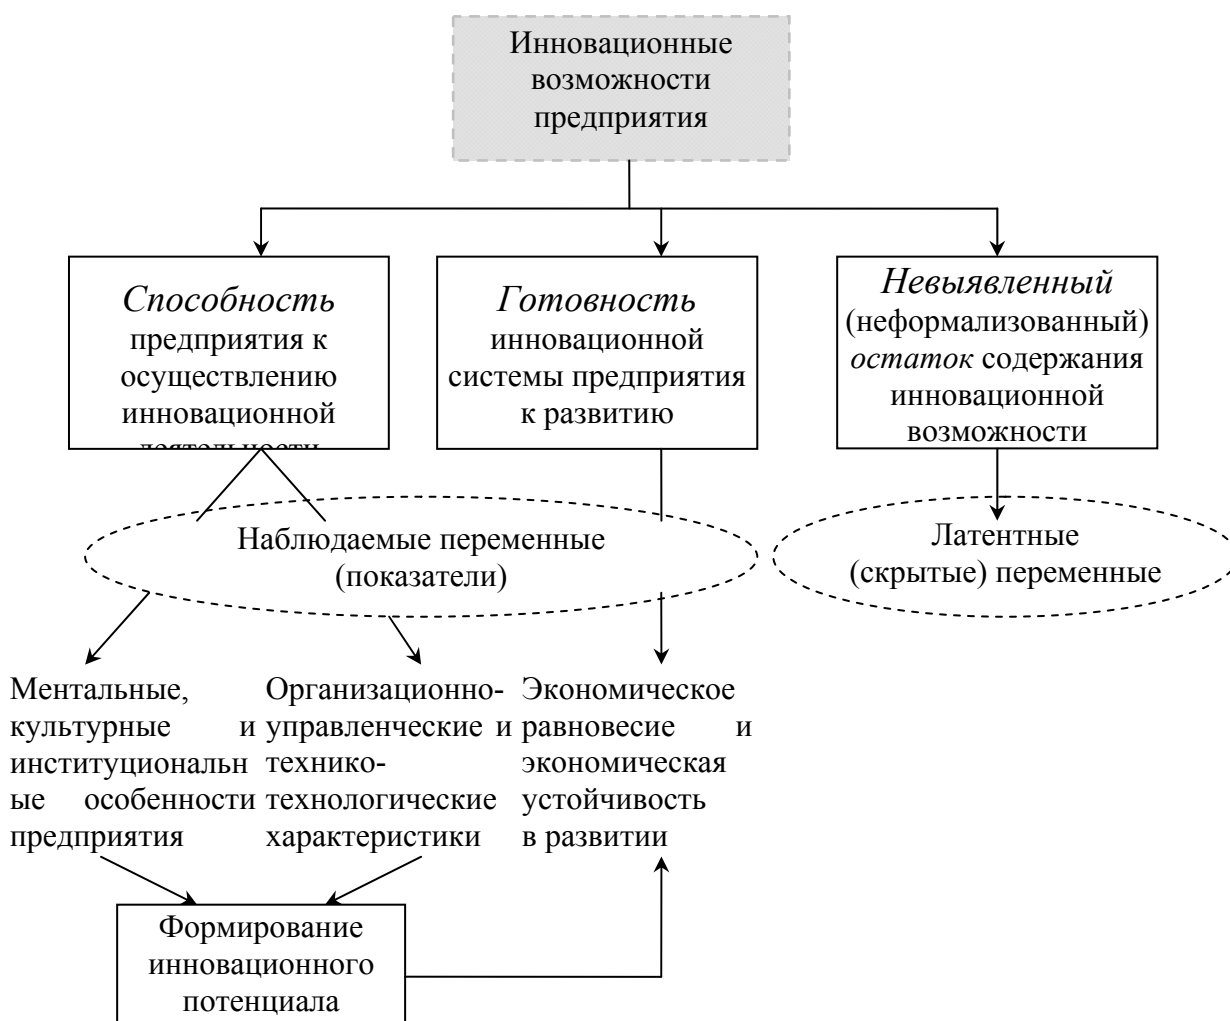 Инновационные
возможности
предприятия
Способность
предприятия к
осуществлению
инновационной
деятельности
Готовность
инновационной
системы предприятия
к развитию
Невыявленный
(неформализованный)
остаток содержания
инновационной
возможности
Наблюдаемые переменные
(показатели)
Латентные
(скрытые) переменные
Ментальные,
культурные и
институциональн
ые особенности
предприятия
Организационно-
управленческие и
технико-
технологические
характеристики
Экономическое
равновесие и
экономическая
устойчивость
в развитии
Формирование
инновационного
потенциала